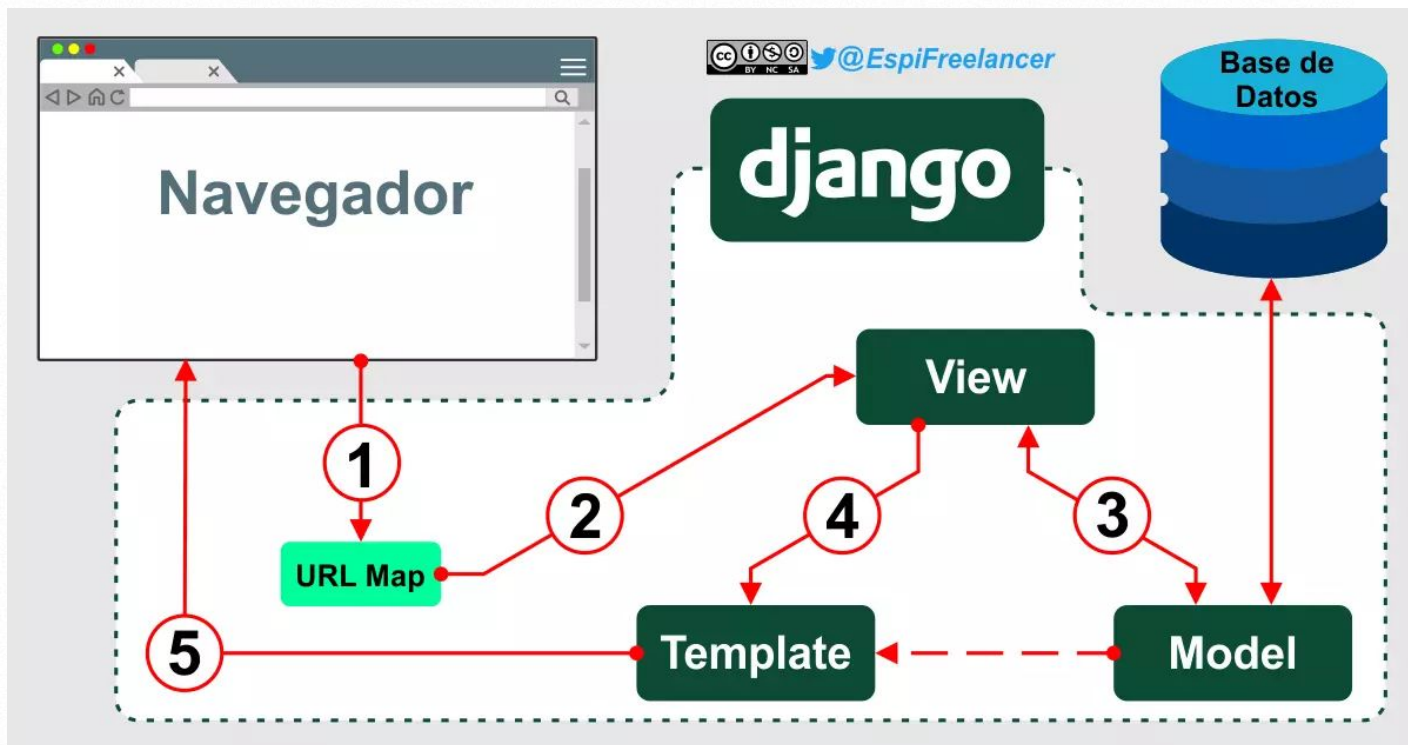 Navegador
cc
BY NC SA
@EspiFreelancer
django
Base de
Datos
View
1
2
4
3
URL Map
5
Template
Model